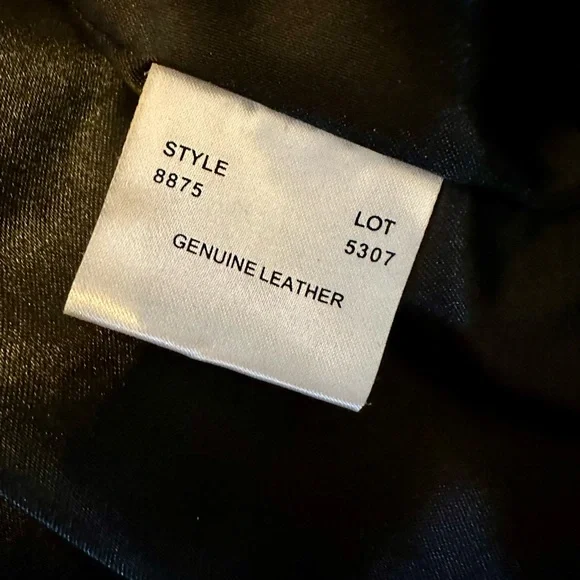 STYLE
8875
LOT
5307
GENUINE LEATHER